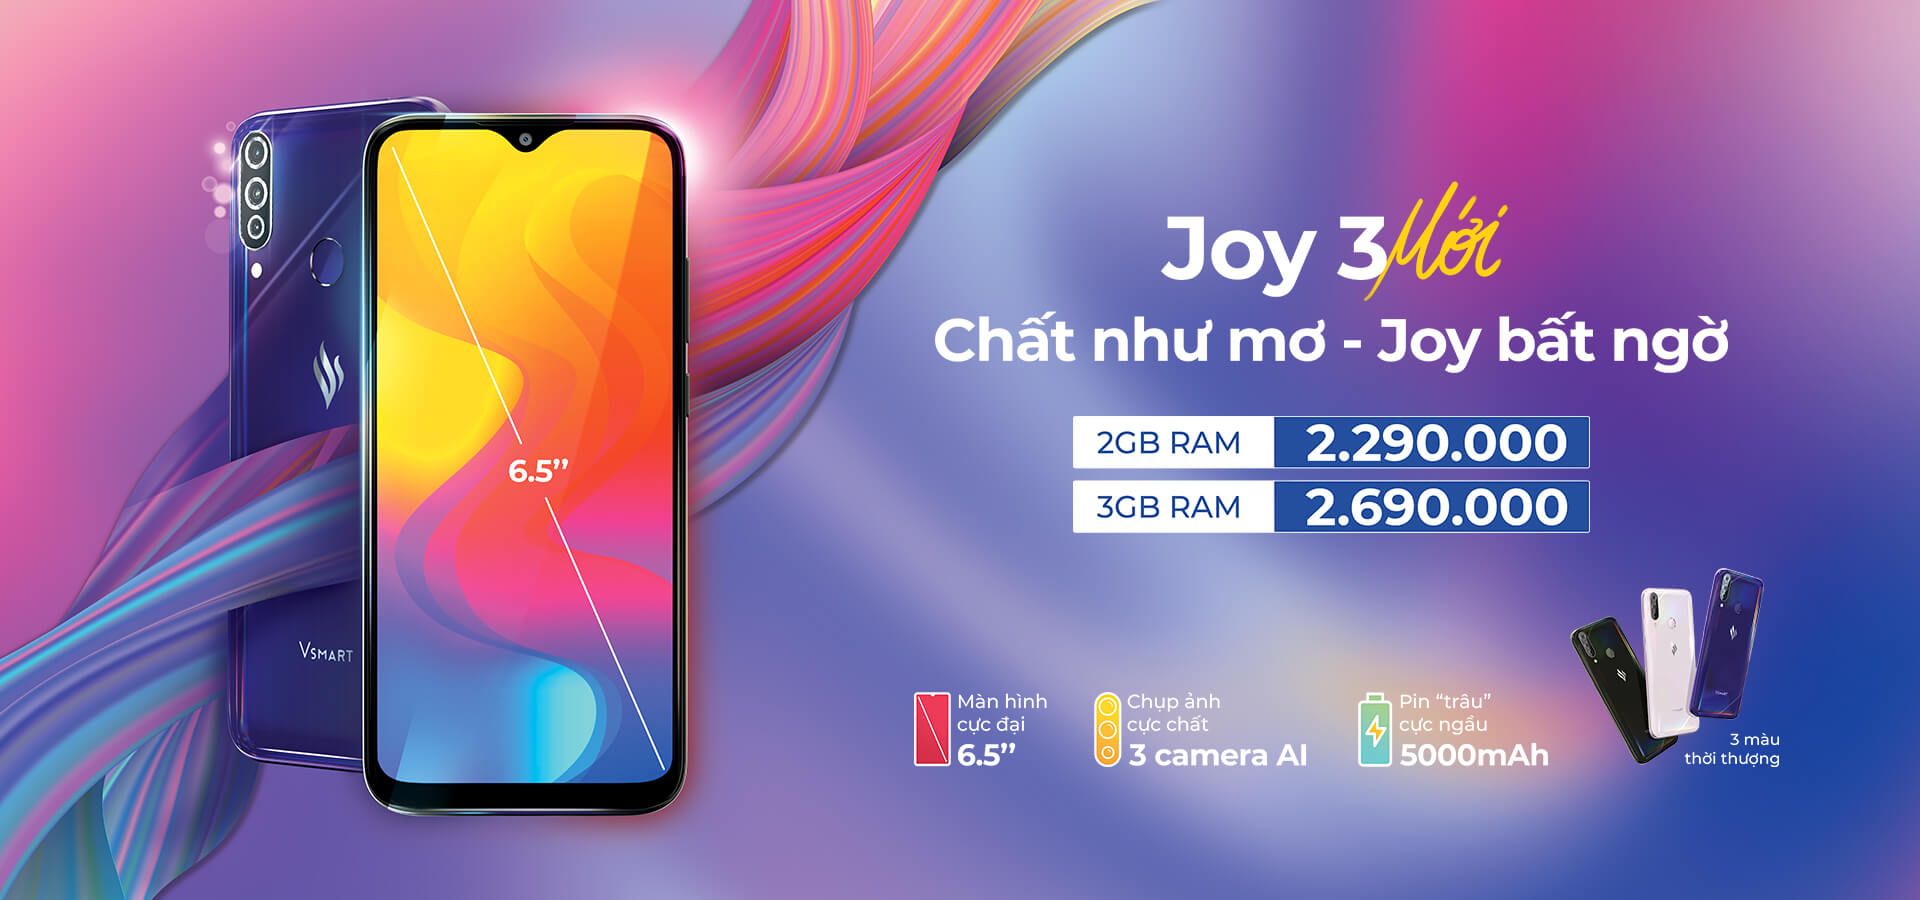 Joy 3 Mới
Chất như mơ - Joy bất ngờ
2GB RAM 2.290.000
3GB RAM 2.690.000
6.5’’
VSMART
Màn hình
cực đại
6.5’’
Chụp ảnh
cực chất
3 camera AI
Pin “trâu”
cực ngầu
5000mAh
3 màu
thời thượng